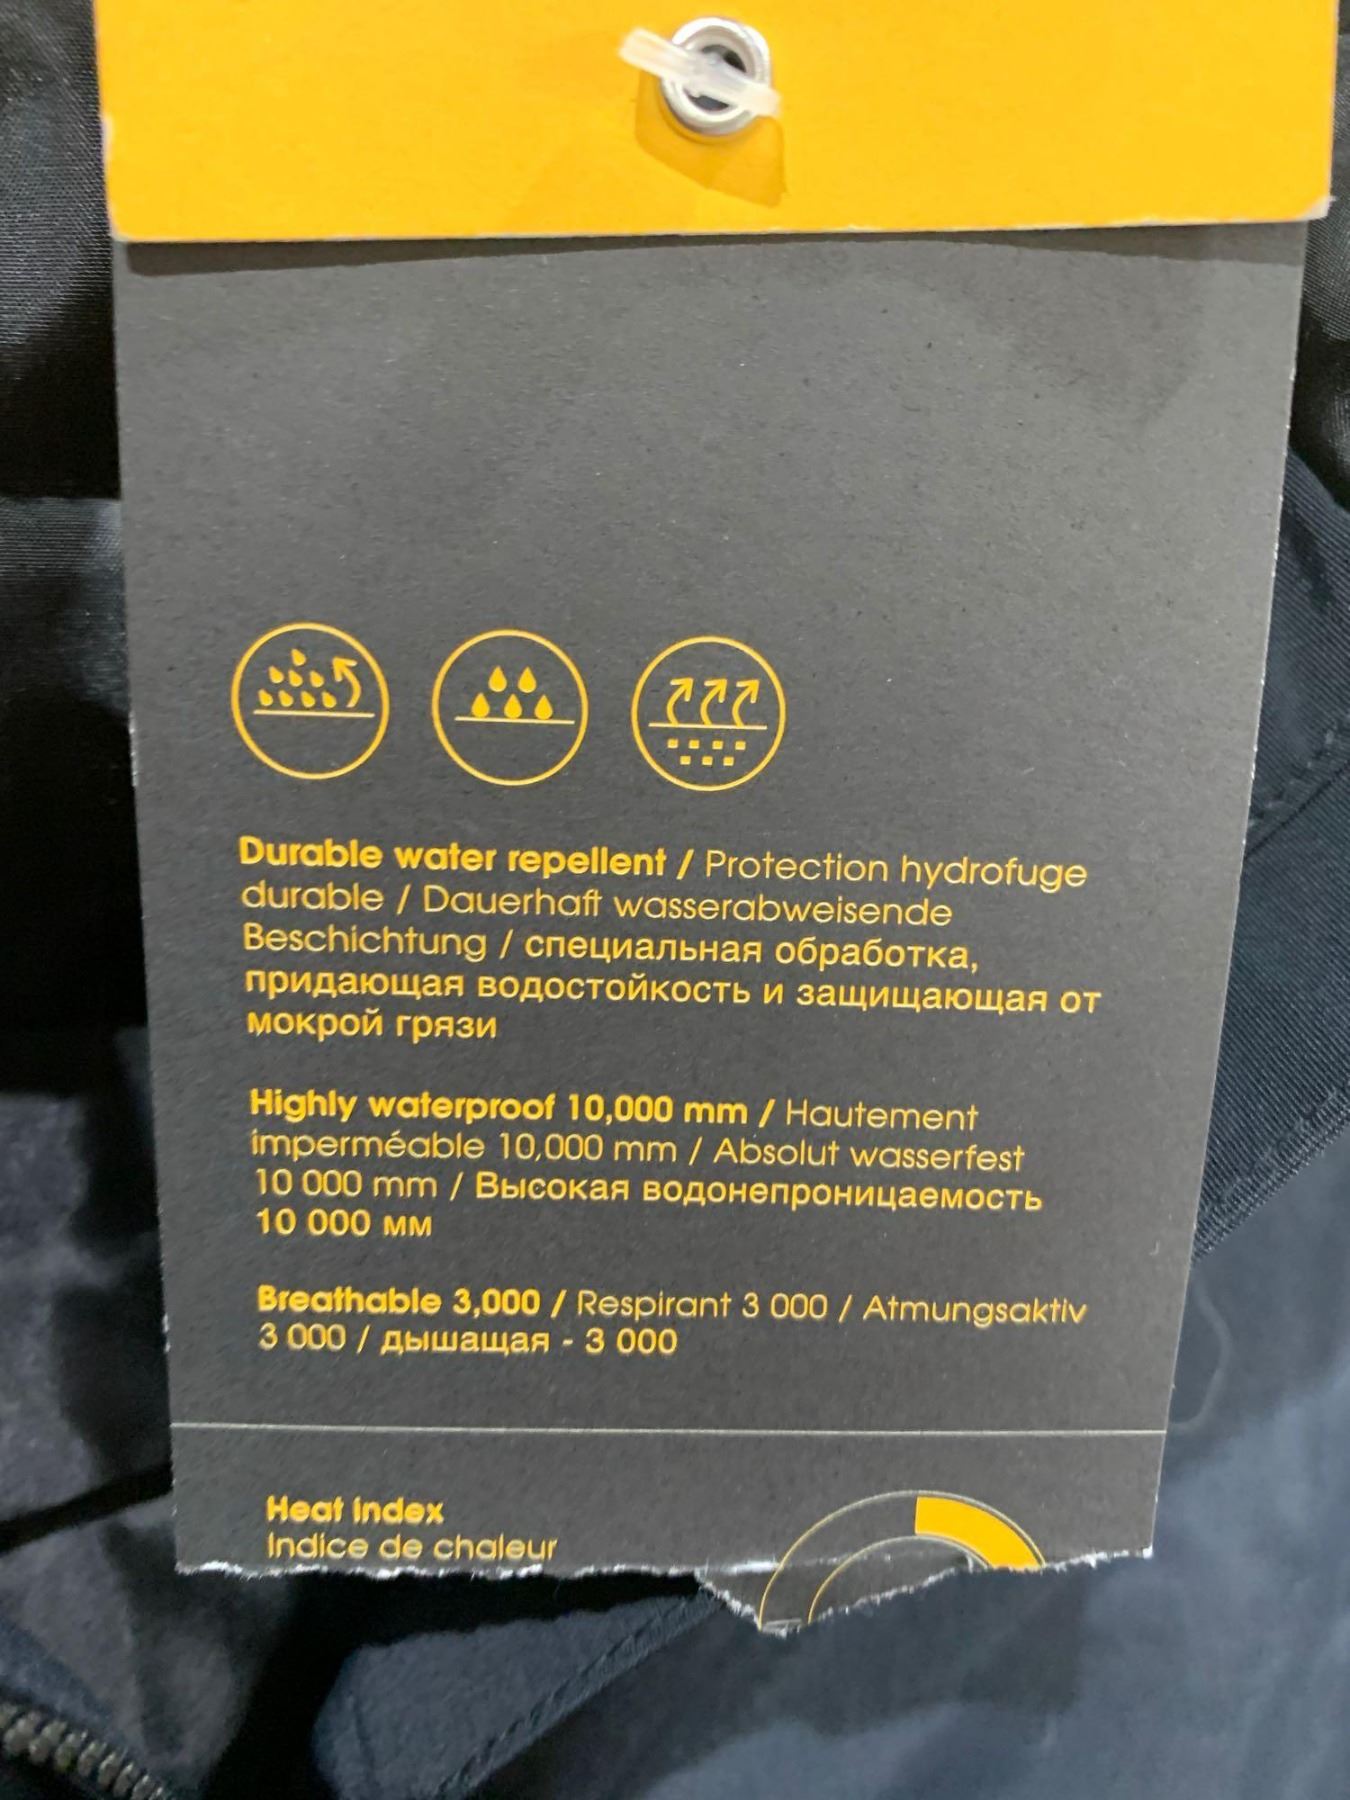 Durable water repellent / Protection hydrofuge
durable / Dauerhaft wasserabweisende
Beschichtung / специальная обработка,
придающая водостойкость и защищающая от
мокрой грязи
Highly waterproof 10,000 mm / Hautement
imperméable 10,000 mm / Absolut wasserfest
10 000 mm / Высокая водонепроницаемость
10 000 мм
Breathable 3,000 / Respirant 3 000 / Atmungsaktiv
3 000 / дышащая - 3 000
Heat index
Indice de chaleur